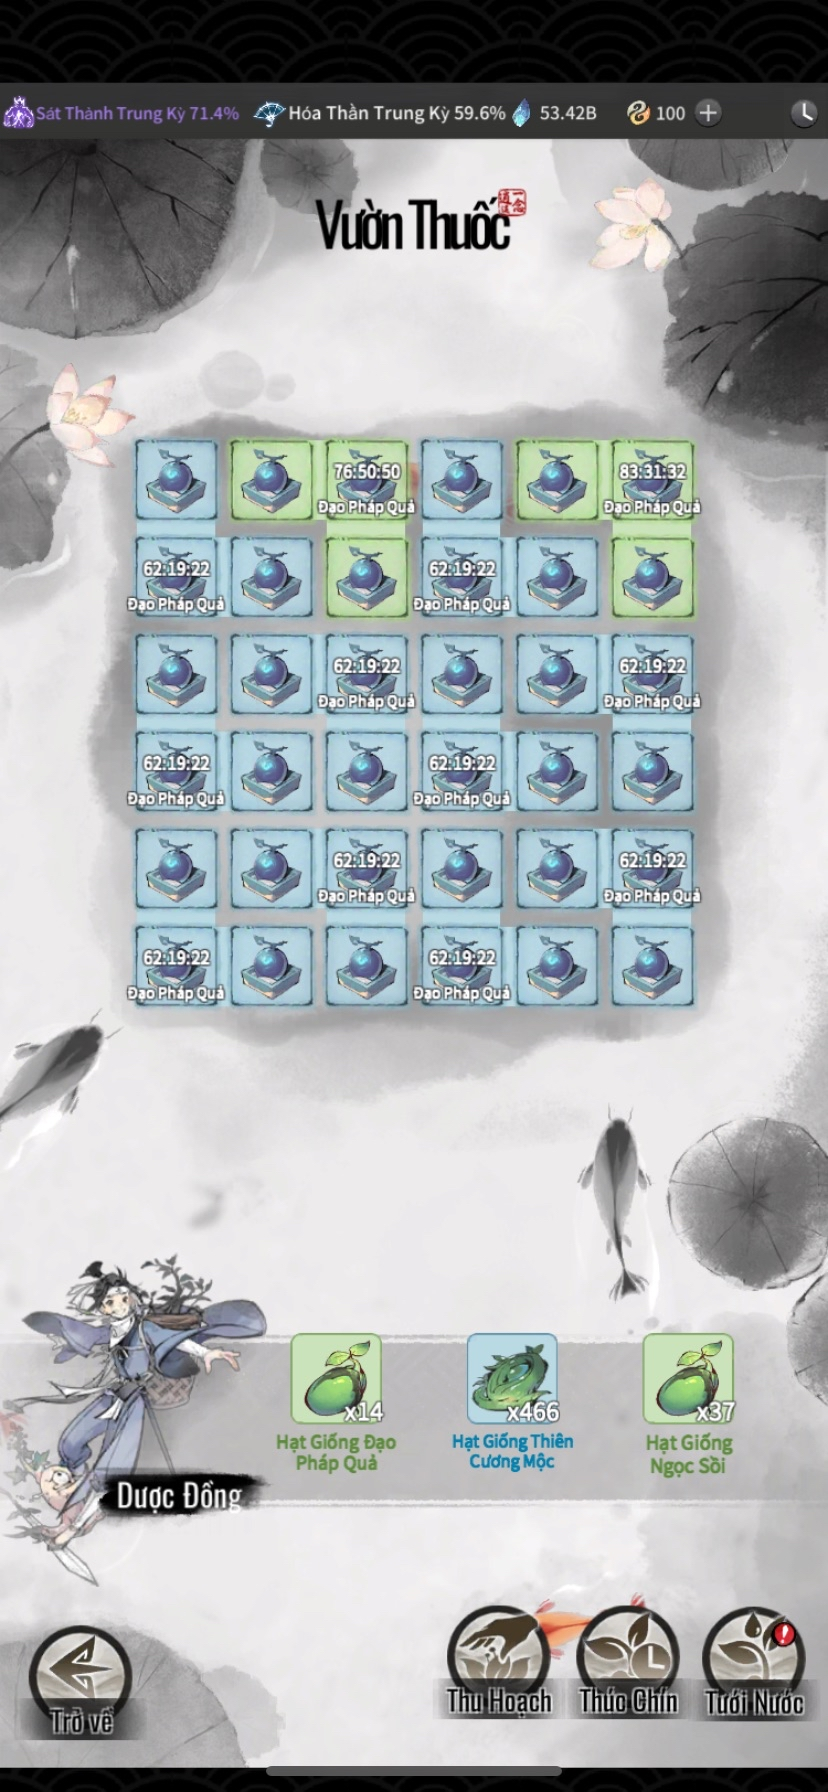 Sát Thành Trung Kỳ 71.4% Hóa Thần Trung Kỳ 59.6% 53.42B 100
Vườn Thuốc
一念逍遥
76:50:50 83:31:32
Đạo Pháp Quả Đạo Pháp Quả
62:19:22 62:19:22
Đạo Pháp Quả Đạo Pháp Quả
62:19:22 62:19:22
Đạo Pháp Quả Đạo Pháp Quả
62:19:22 62:19:22
Đạo Pháp Quả Đạo Pháp Quả
62:19:22 62:19:22
Đạo Pháp Quả Đạo Pháp Quả
62:19:22 62:19:22
Đạo Pháp Quả Đạo Pháp Quả
x14 x466 x37
Hạt Giống Đạo
Pháp Quả
Hạt Giống Thiên
Cương Mộc
Hạt Giống
Ngọc Sồi
Dược Đồng
Trở về
Thu Hoạch
Thúc Chín
Tưới Nước